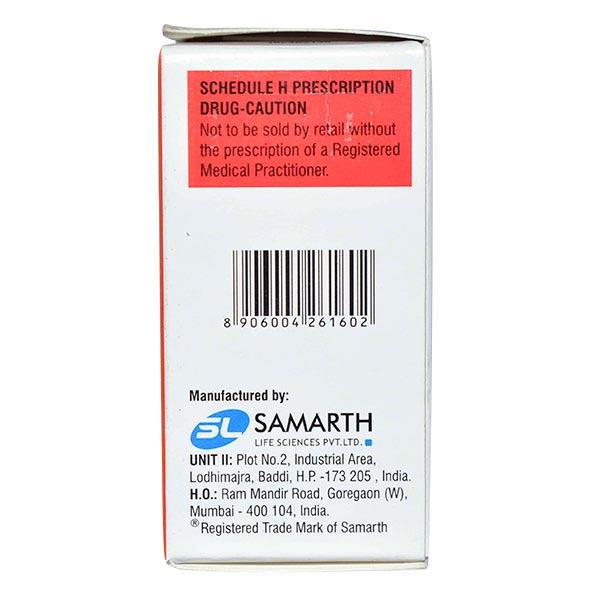 SCHEDULE H PRESCRIPTION
DRUG-CAUTION
Not to be sold by retail without
the prescription of a Registered
Medical Practitioner.
8 906004 261602
Manufactured by:
SL SAMARTH
LIFE SCIENCES PVT.LTD.
UNIT II: Plot No.2, Industrial Area,
Lodhimajra, Baddi, H.P. -173 205 , India.
H.O.: Ram Mandir Road, Goregaon (W),
Mumbai - 400 104, India.
®Registered Trade Mark of Samarth